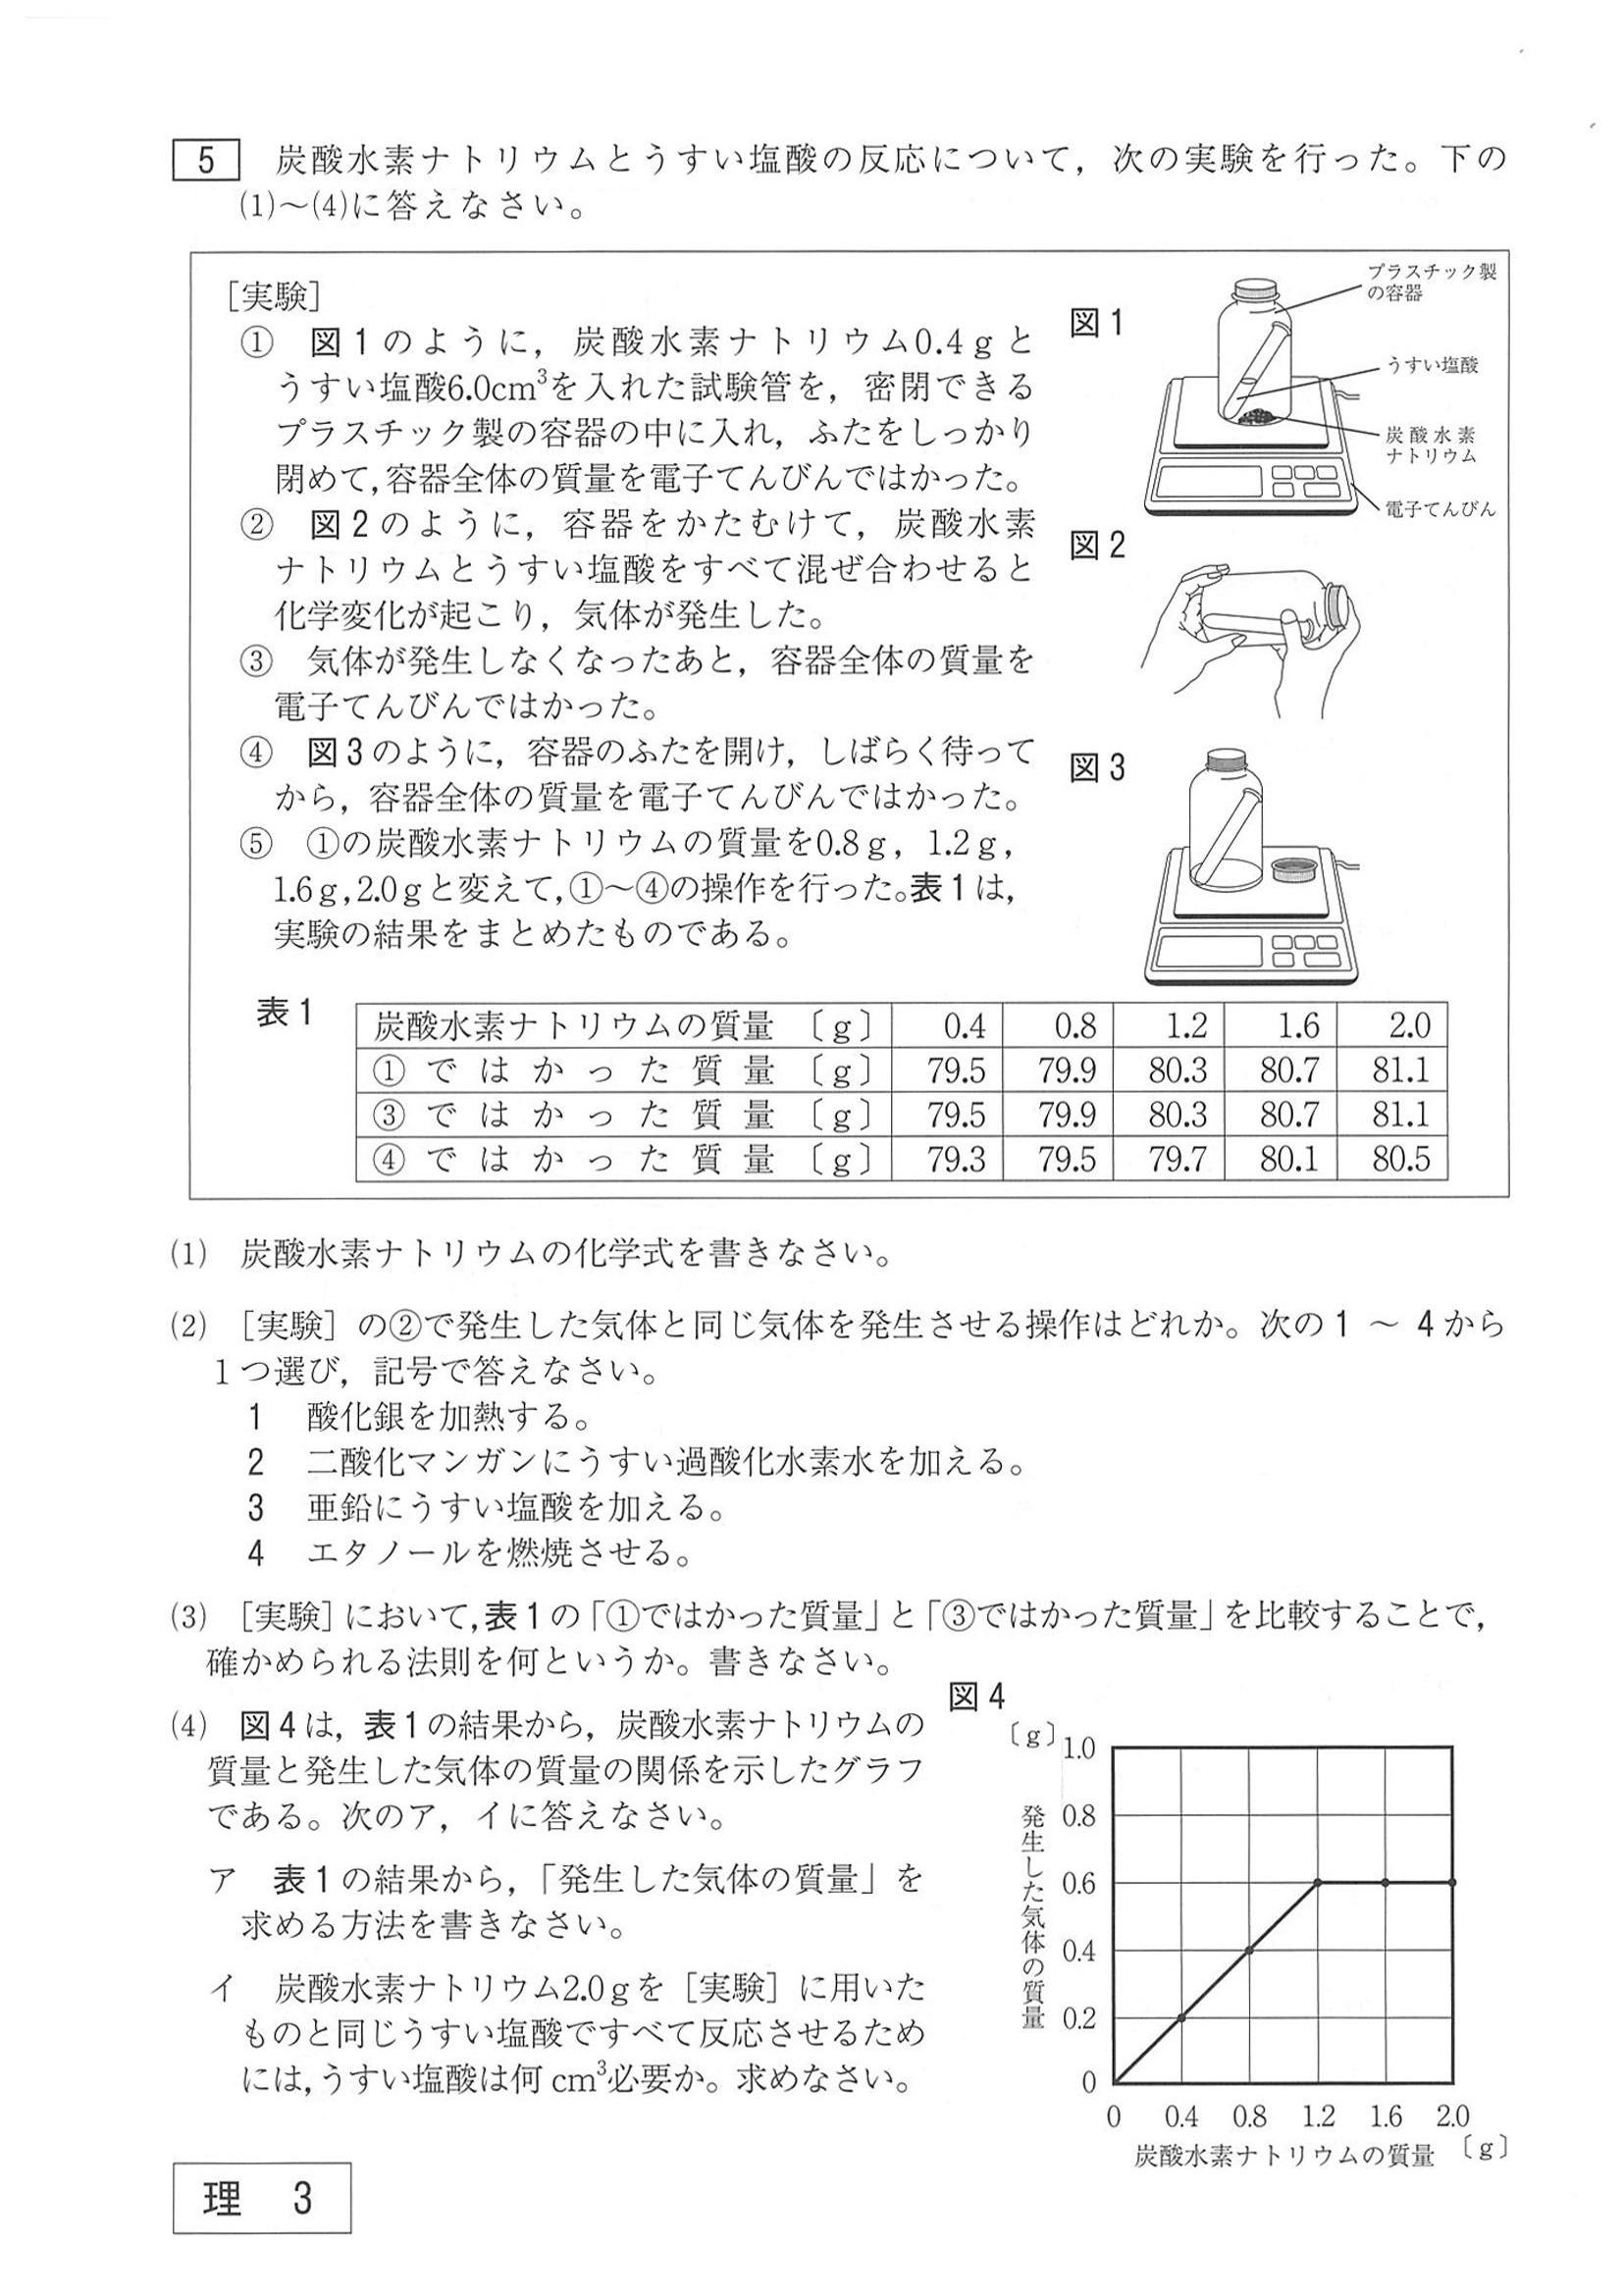 5 炭酸水素ナトリウムとうすい塩酸の反応について，次の実験を行った。下の
(1)～(4)に答えなさい。
［実験］
① 図1のように，炭酸水素ナトリウム0.4gと
うすい塩酸6.0cm³を入れた試験管を，密閉できる
プラスチック製の容器の中に入れ，ふたをしっかり
閉めて，容器全体の質量を電子てんびんではかった。
② 図2のように，容器をかたむけて，炭酸水素
ナトリウムとうすい塩酸をすべて混ぜ合わせると
化学変化が起こり，気体が発生した。
③ 気体が発生しなくなったあと，容器全体の質量を
電子てんびんではかった。
④ 図3のように，容器のふたを開け，しばらく待って
から，容器全体の質量を電子てんびんではかった。
⑤ ①の炭酸水素ナトリウムの質量を0.8g，1.2g，
1.6g，2.0gと変えて，①～④の操作を行った。表1は，
実験の結果をまとめたものである。
図1
プラスチック製
の容器
うすい塩酸
炭酸水素
ナトリウム
電子てんびん
図2
図3
表1
炭酸水素ナトリウムの質量 〔g〕 0.4 0.8 1.2 1.6 2.0
①ではかった質量〔g〕 79.5 79.9 80.3 80.7 81.1
③ではかった質量〔g〕 79.5 79.9 80.3 80.7 81.1
④ではかった質量〔g〕 79.3 79.5 79.7 80.1 80.5
(1) 炭酸水素ナトリウムの化学式を書きなさい。
(2) ［実験］の②で発生した気体と同じ気体を発生させる操作はどれか。次の1～4から
1つ選び，記号で答えなさい。
1 酸化銀を加熱する。
2 二酸化マンガンにうすい過酸化水素水を加える。
3 亜鉛にうすい塩酸を加える。
4 エタノールを燃焼させる。
(3) ［実験］において，表1の「①ではかった質量」と「③ではかった質量」を比較することで，
確かめられる法則を何というか。書きなさい。
(4) 図4は，表1の結果から，炭酸水素ナトリウムの
質量と発生した気体の質量の関係を示したグラフ
である。次のア，イに答えなさい。
ア 表1の結果から，「発生した気体の質量」を
求める方法を書きなさい。
イ 炭酸水素ナトリウム2.0gを［実験］に用いた
ものと同じうすい塩酸ですべて反応させるため
には，うすい塩酸は何cm³必要か。求めなさい。
図4
〔g〕
1.0
0.8
0.6
0.4
0.2
0
発生した気体の質量
0 0.4 0.8 1.2 1.6 2.0
炭酸水素ナトリウムの質量 〔g〕
理 3